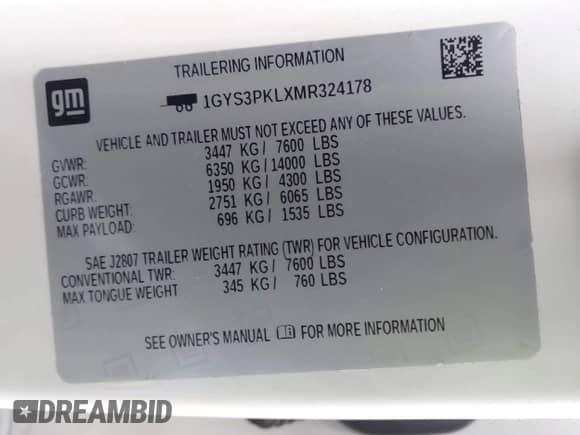 TRAILERING INFORMATION
gm
1GYS3PKLXMR324178
VEHICLE AND TRAILER MUST NOT EXCEED ANY OF THESE VALUES.
GVWR: 3447 KG/ 7600 LBS
GCWR: 6350 KG/14000 LBS
RGAWR: 1950 KG/ 4300 LBS
CURB WEIGHT: 2751 KG/ 6065 LBS
MAX PAYLOAD: 696 KG/ 1535 LBS
SAE J2807 TRAILER WEIGHT RATING (TWR) FOR VEHICLE CONFIGURATION.
CONVENTIONAL TWR: 3447 KG/ 7600 LBS
MAX TONGUE WEIGHT 345 KG/ 760 LBS
SEE OWNER'S MANUAL FOR MORE INFORMATION
DREAMBID